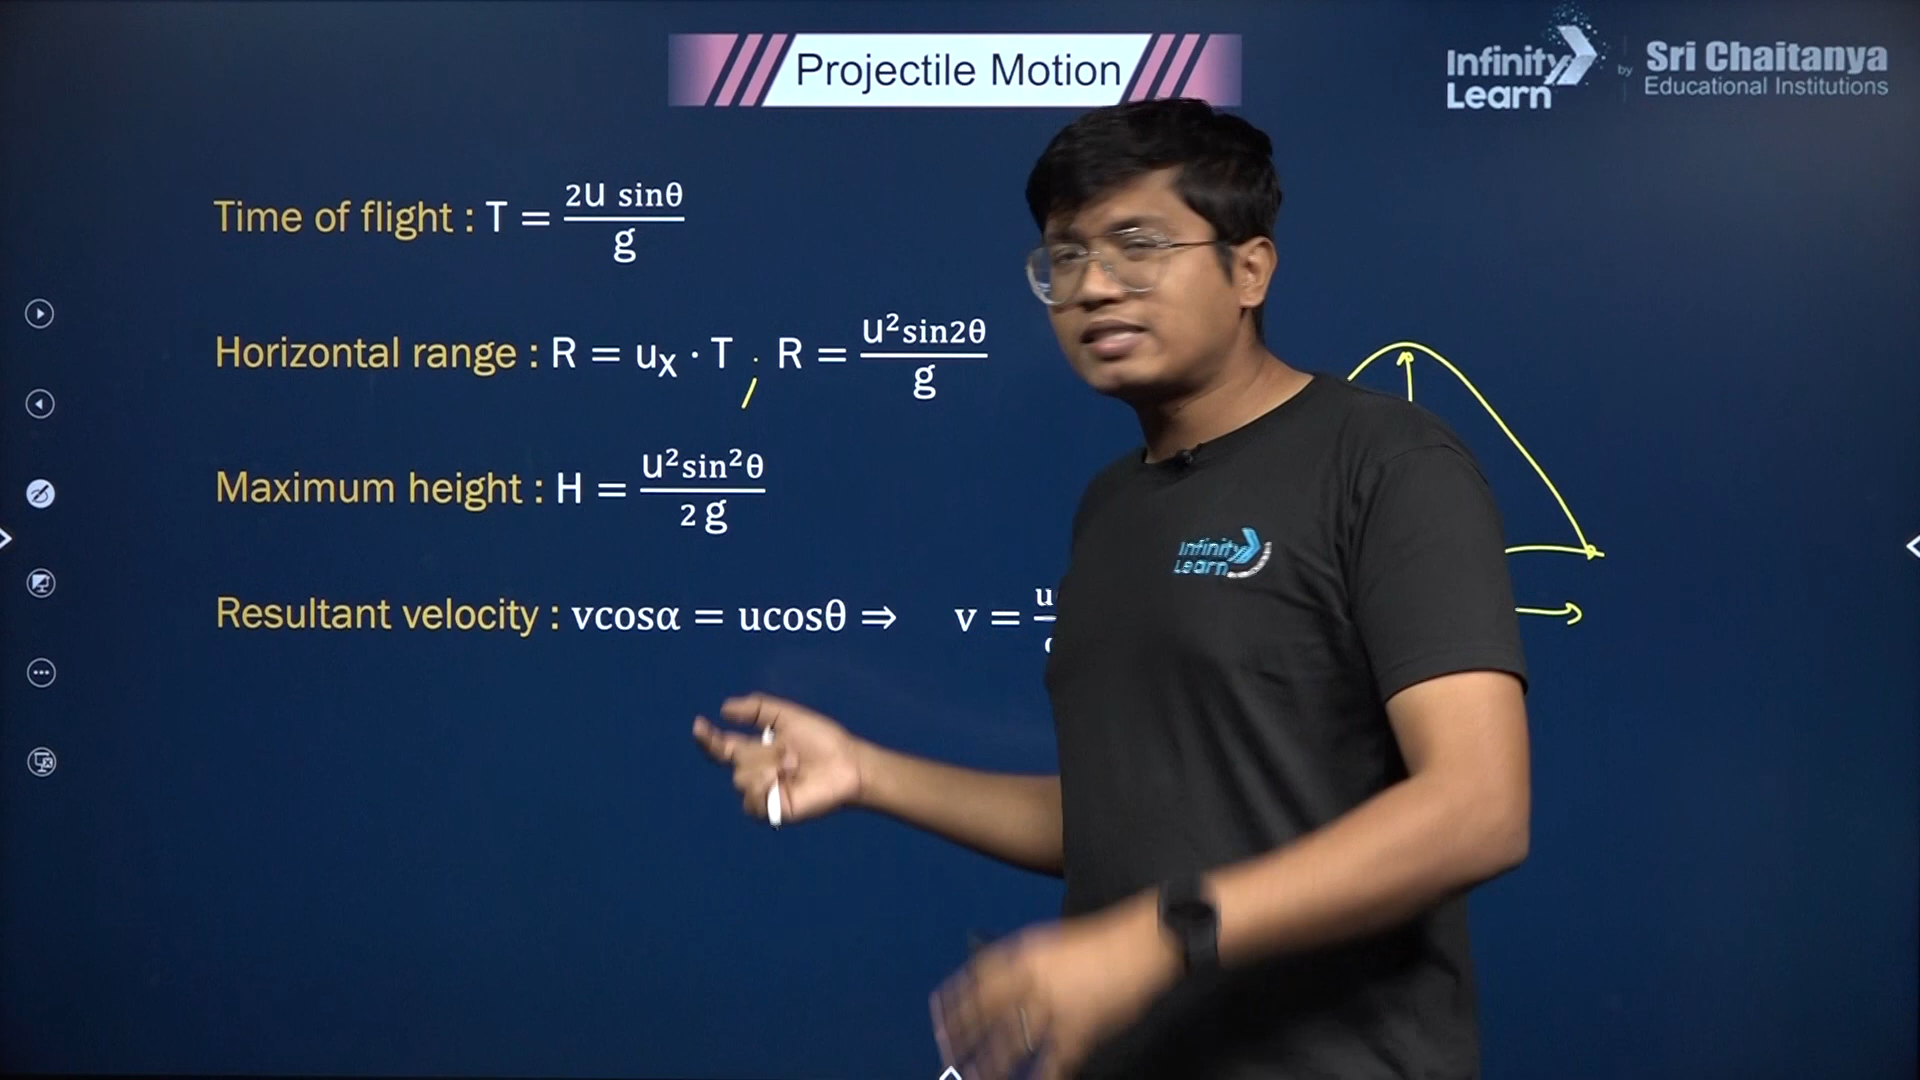 Projectile Motion
Infinity Learn by Sri Chaitanya Educational Institutions
Time of flight : T = 2U sinθ / g
Horizontal range : R = uₓ · T . R = U²sin2θ / g
Maximum height : H = U²sin²θ / 2 g
Resultant velocity : vcosα = ucosθ ⇒ v = u
Infinity Learn